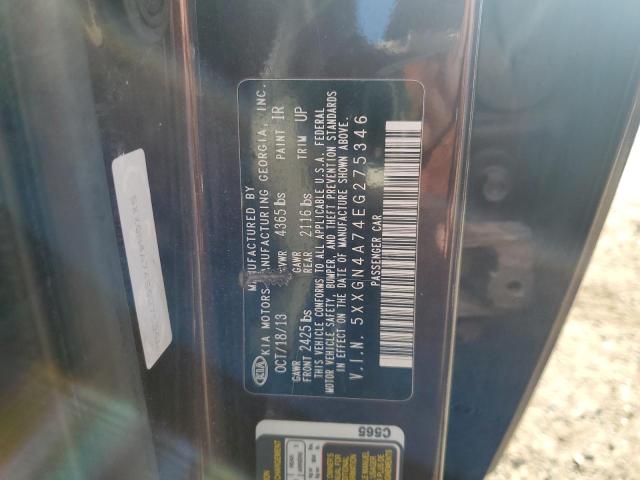 MANUFACTURED BY
KIA KIA MOTORS MANUFACTURING GEORGIA, INC.
OCT/18/13 GVWR 4365 lbs PAINT IR
GAWR FRONT 2425 lbs GAWR REAR 2116 lbs TRIM UP
THIS VEHICLE CONFORMS TO ALL APPLICABLE U.S.A. FEDERAL
MOTOR VEHICLE SAFETY, BUMPER, AND THEFT PREVENTION STANDARDS
IN EFFECT ON THE DATE OF MANUFACTURE SHOWN ABOVE.
V.I.N. 5XXGN4A74EG275346
PASSENGER CAR
C565